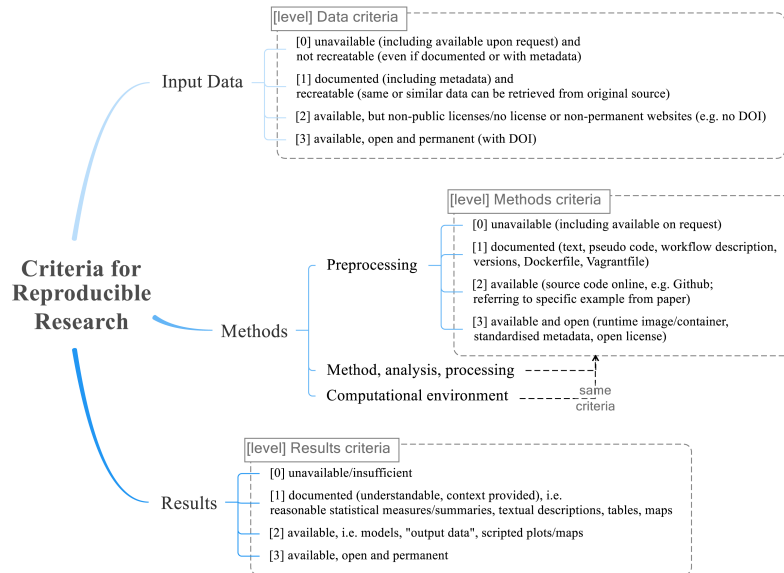 [level] Data criteria
[0] unavailable (including available upon request) and
not recreatable (even if documented or with metadata)
Input Data
[1] documented (including metadata) and
recreatable (same or similar data can be retrieved from original source)
[2] available, but non-public licenses/no license or non-permanent websites (e.g. no DOI)
[3] available, open and permanent (with DOI)
Criteria for
Reproducible
Research
Methods
[level] Methods criteria
Preprocessing
[0] unavailable (including available on request)
[1] documented (text, pseudo code, workflow description,
versions, Dockerfile, Vagrantfile)
[2] available (source code online, e.g. Github;
referring to specific example from paper)
[3] available and open (runtime image/container,
standardised metadata, open license)
Method, analysis, processing
Computational environment
same
criteria
[level] Results criteria
Results
[0] unavailable/insufficient
[1] documented (understandable, context provided), i.e.
reasonable statistical measures/summaries, textual descriptions, tables, maps
[2] available, i.e. models, "output data", scripted plots/maps
[3] available, open and permanent